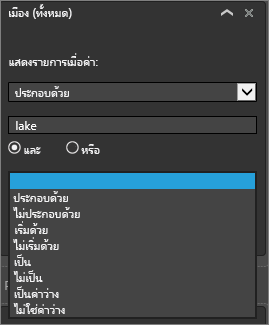 เมือง (ทั้งหมด)
แสดงรายการเมื่อค่า:
ประกอบด้วย
lake
และ
หรือ
ประกอบด้วย
ไม่ประกอบด้วย
เริ่มด้วย
ไม่เริ่มด้วย
เป็น
ไม่เป็น
เป็นค่าว่าง
ไม่ใช่ค่าว่าง